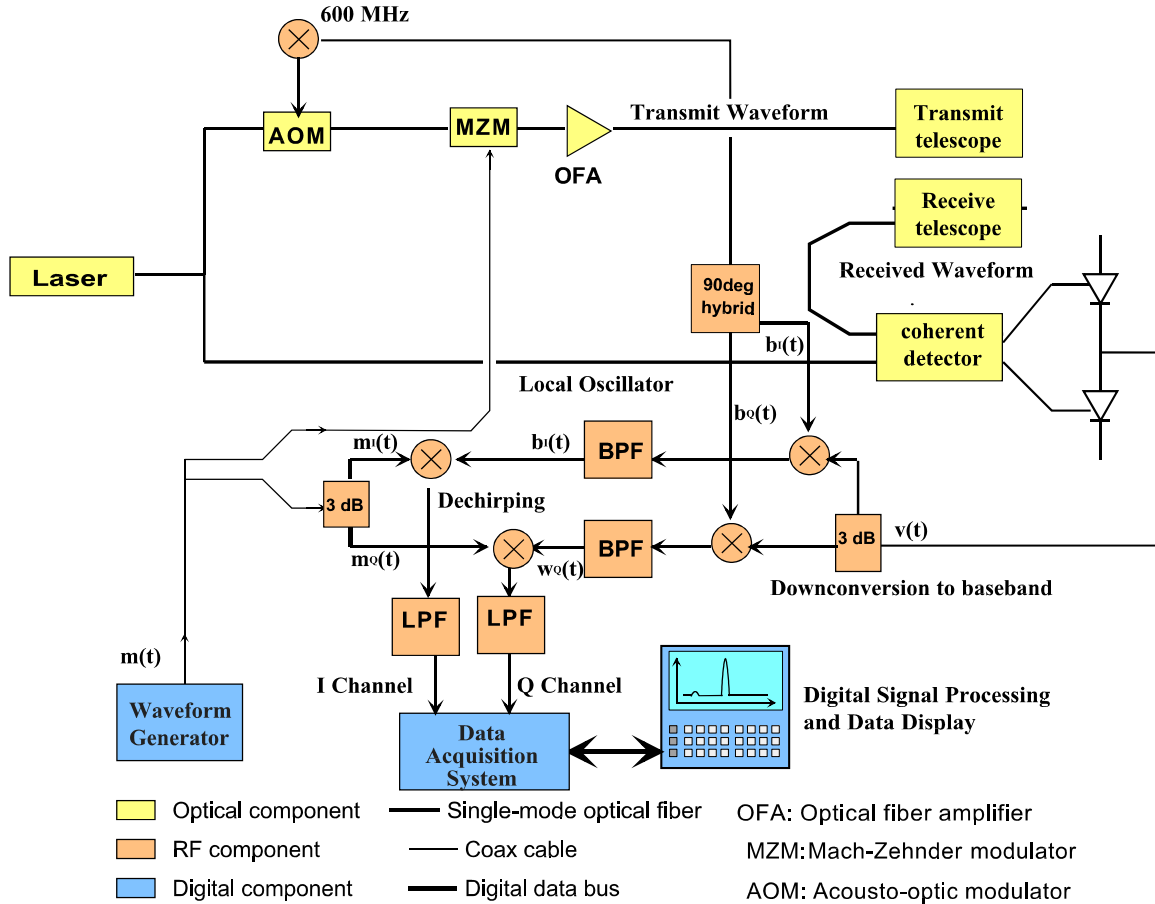 600 MHz
AOM
MZM
OFA
Transmit Waveform
Transmit
telescope
Receive
telescope
Received Waveform
Laser
90deg
hybrid
coherent
detector
bI(t)
Local Oscillator
bQ(t)
mI(t)
bI(t)
BPF
3 dB
Dechirping
mQ(t)
wQ(t)
BPF
3 dB
v(t)
Downconversion to baseband
LPF
LPF
m(t)
I Channel
Q Channel
Waveform
Generator
Data
Acquisition
System
Digital Signal Processing
and Data Display
Optical component
Single-mode optical fiber
OFA: Optical fiber amplifier
RF component
Coax cable
MZM:Mach-Zehnder modulator
Digital component
Digital data bus
AOM: Acousto-optic modulator